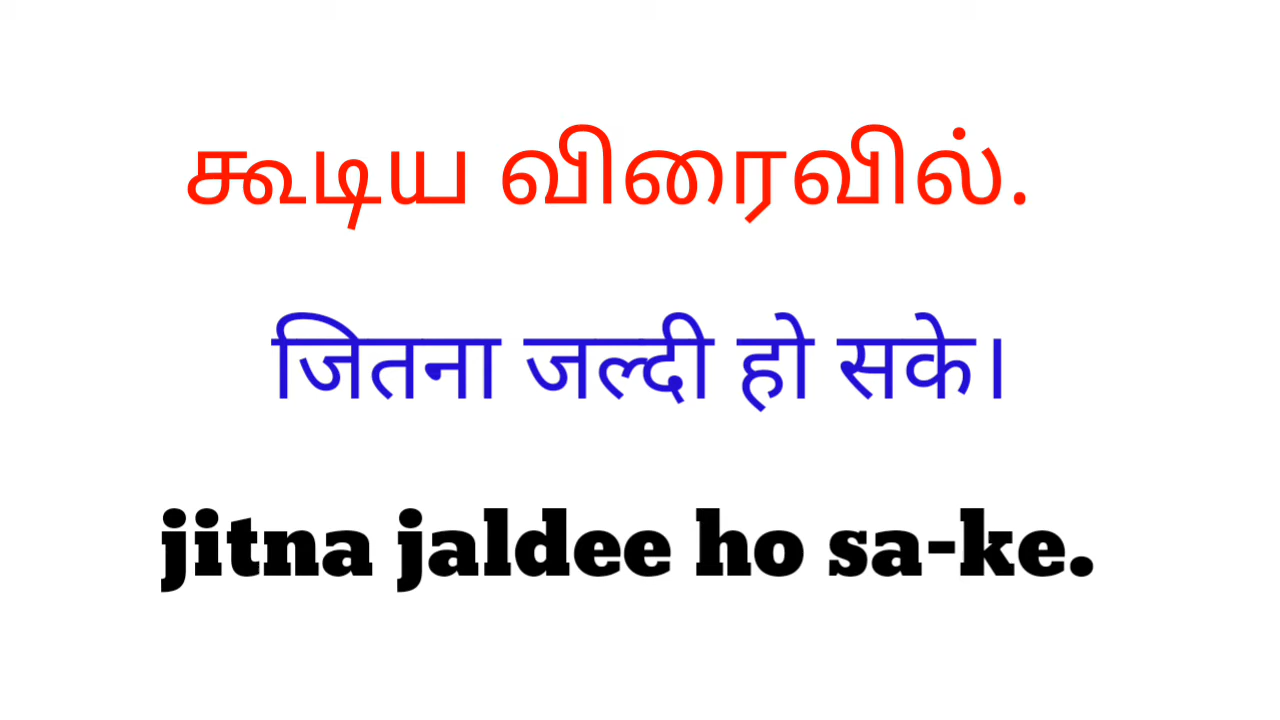 கூடிய விரைவில்.
जितना जल्दी हो सके।
jitna jaldee ho sa-ke.